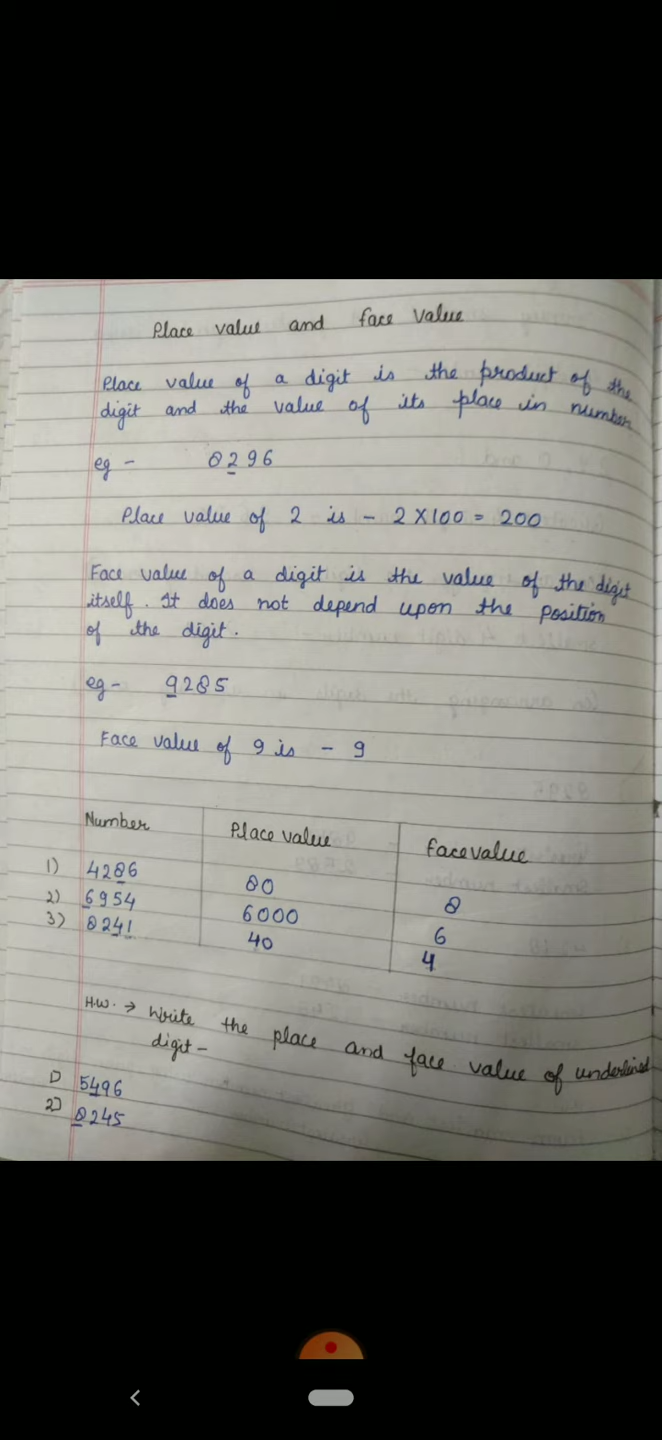 Place value and face value
Place value of a digit is the product of the
digit and the value of its place in number
eg - 8296
Place value of 2 is - 2 X 100 = 200
Face value of a digit is the value of the digit
itself. It does not depend upon the position
of the digit.
eg - 9285
Face value of 9 is - 9
Number Place value Face value
1) 4286 80 8
2) 6954 6000 6
3) 8241 40 4
H.W. → Write the place and face value of underlined
digit -
1) 5496
2) 8245